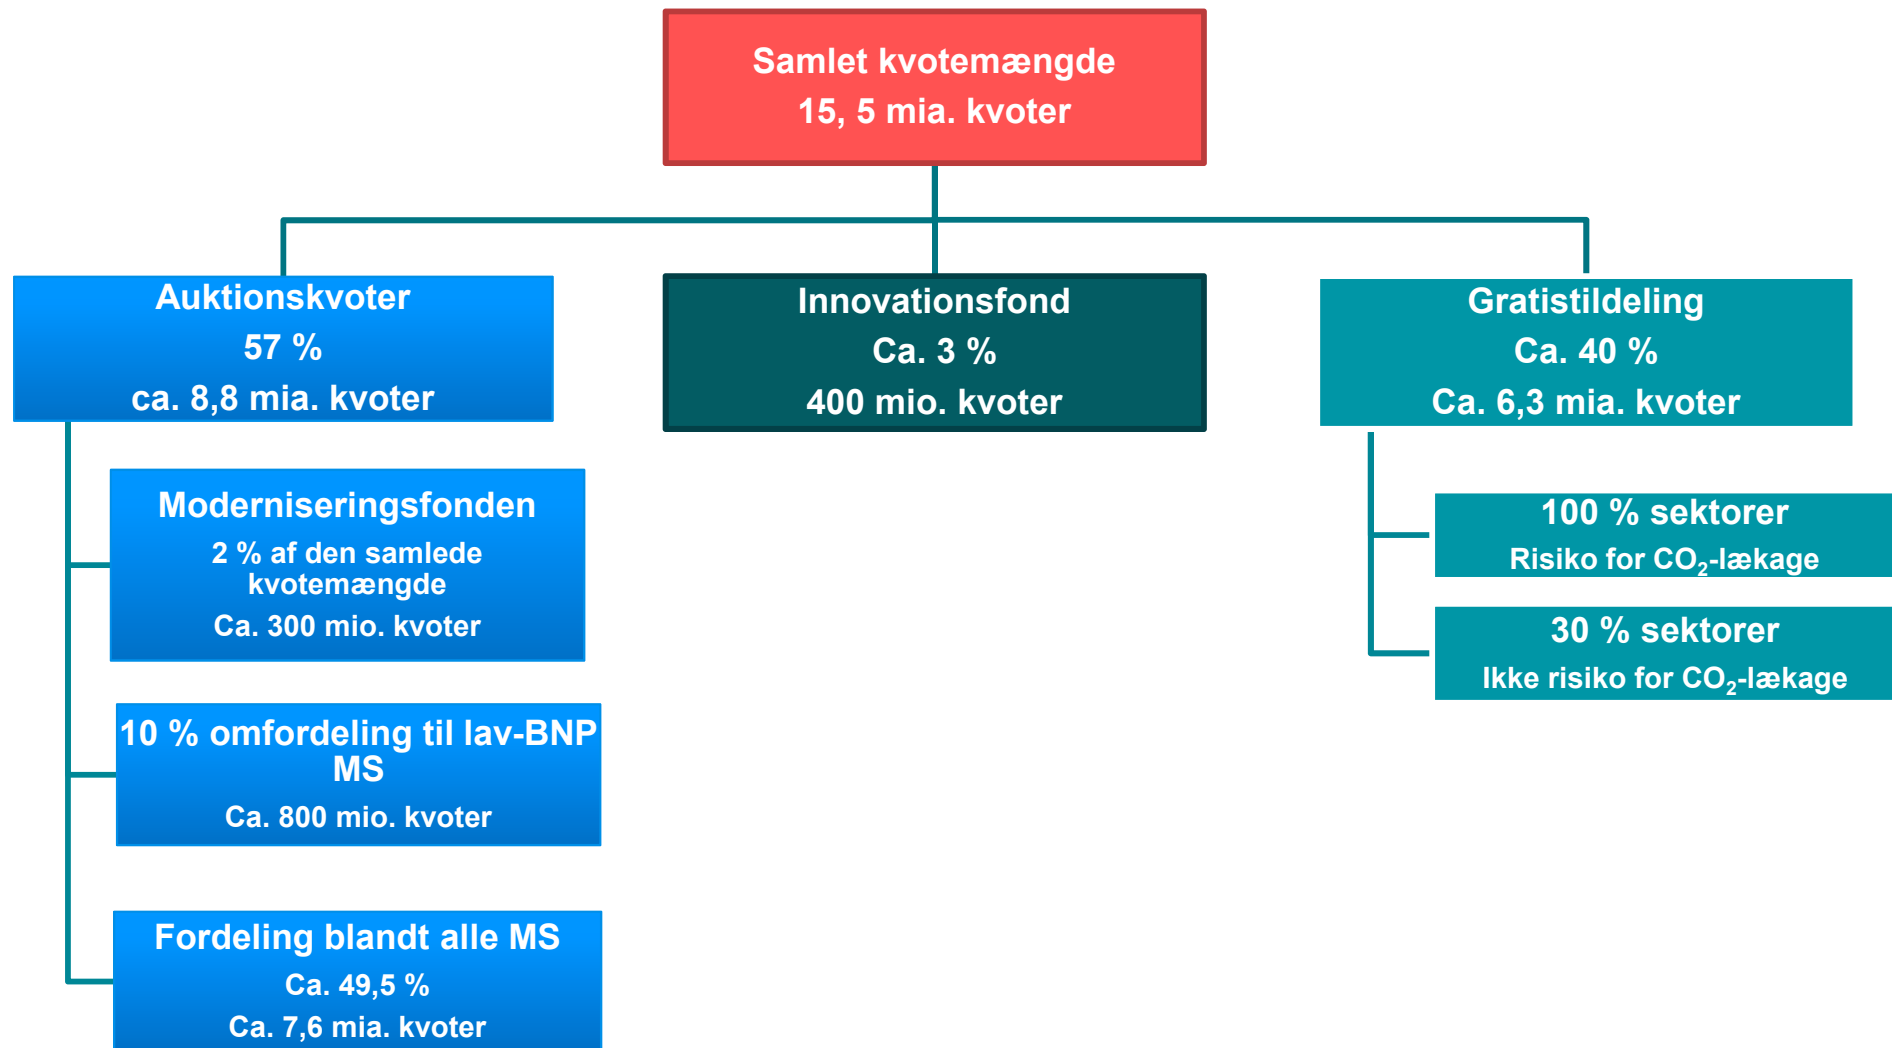 Samlet kvotemængde
15, 5 mia. kvoter
Auktionskvoter
57 %
ca. 8,8 mia. kvoter
Innovationsfond
Ca. 3 %
400 mio. kvoter
Gratistildeling
Ca. 40 %
Ca. 6,3 mia. kvoter
Moderniseringsfonden
2 % af den samlede
kvotemængde
Ca. 300 mio. kvoter
10 % omfordeling til lav-BNP
MS
Ca. 800 mio. kvoter
Fordeling blandt alle MS
Ca. 49,5 %
Ca. 7,6 mia. kvoter
100 % sektorer
Risiko for CO₂-lækage
30 % sektorer
Ikke risiko for CO₂-lækage